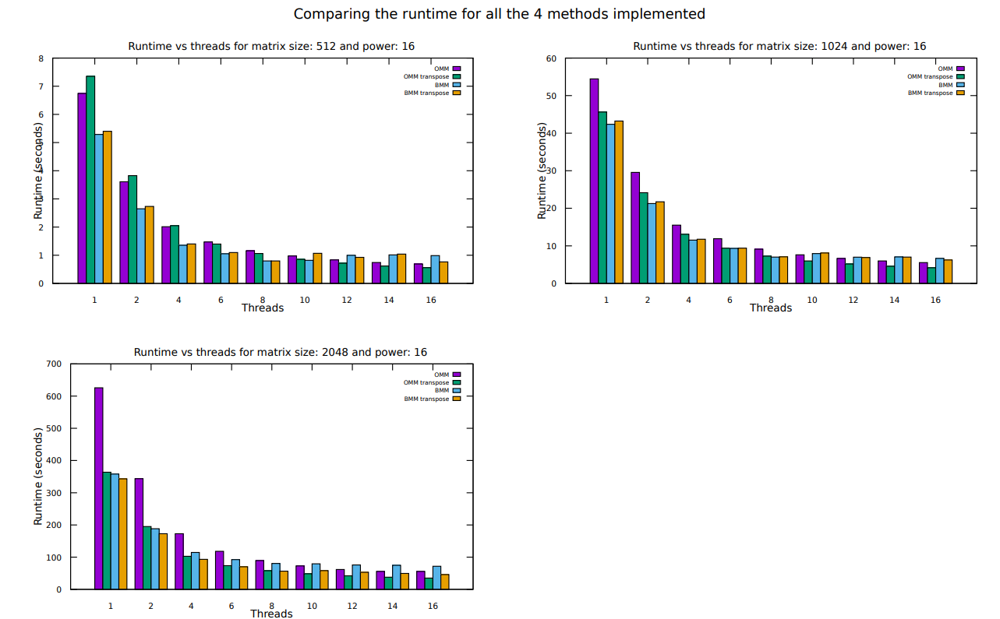 Comparing the runtime for all the 4 methods implemented
Runtime vs threads for matrix size: 512 and power: 16
8
7
6
5
4
3
2
1
0
Runtime (seconds)
OMM
OMM transpose
BMM
BMM transpose
1 2 4 6 8 10 12 14 16
Threads
Runtime vs threads for matrix size: 1024 and power: 16
60
50
40
30
20
10
0
Runtime (seconds)
OMM
OMM transpose
BMM
BMM transpose
1 2 4 6 8 10 12 14 16
Threads
Runtime vs threads for matrix size: 2048 and power: 16
700
600
500
400
300
200
100
0
Runtime (seconds)
OMM
OMM transpose
BMM
BMM transpose
1 2 4 6 8 10 12 14 16
Threads